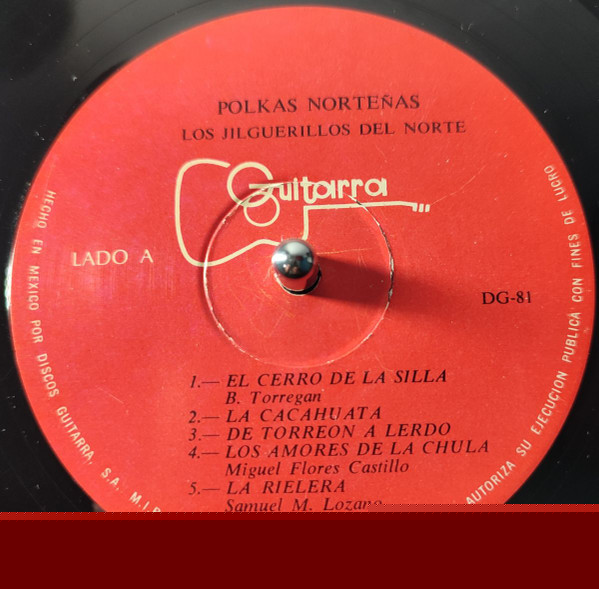 POLKAS NORTEÑAS
LOS JILGUERILLOS DEL NORTE
Guitarra
LADO A
DG-81
1.— EL CERRO DE LA SILLA
B. Torregan
2.— LA CACAHUATA
3.— DE TORREON A LERDO
4.— LOS AMORES DE LA CHULA
Miguel Flores Castillo
5.— LA RIELERA
Samuel M. Lozano
HECHO EN MEXICO POR DISCOS GUITARRA, S.A.
AUTORIZA SU EJECUCION PUBLICA CON FINES DE LUCRO